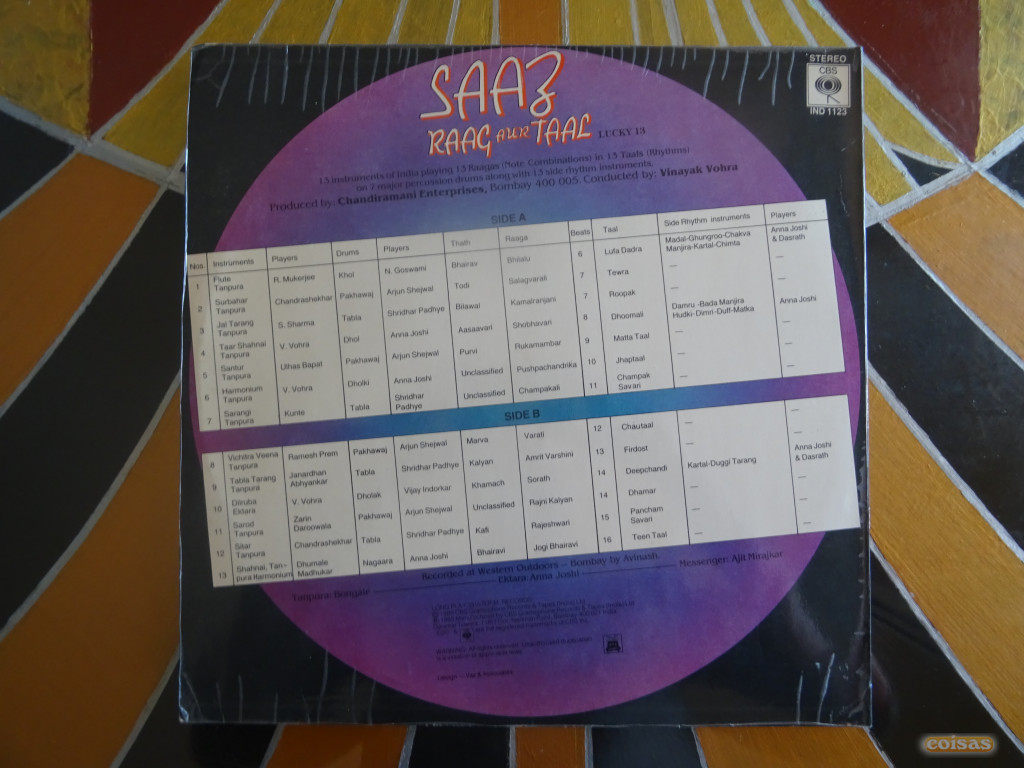 STEREO
CBS
IND 1123
SAAZ
RAAG AUR TAAL LUCKY 13
13 Instruments of India playing 13 Raagas (Note Combinations) in 13 Taals (Rhythms)
on 7 major percussion drums along with 13 side rhythm instruments.
Produced by: Chandiramani Enterprises, Bombay 400 005. Conducted by: Vinayak Vohra
SIDE A
Nos Instruments Players Drums Players Thath Raaga Beats Taal Side Rhythm instruments Players
1 Flute Tanpura R. Mukerjee Khol N. Goswami Bhairav Bhilalu 6 Luta Dadra Madal-Ghungroo-Chakva Manjira-Kartal-Chimta Anna Joshi & Dasrath
2 Surbahar Tanpura Chandrashekhar Pakhawaj Arjun Shejwal Todi Salagvarali 7 Tewra — —
3 Jal Tarang Tanpura S. Sharma Tabla Shridhar Padhye Bilawal Kamalranjani 7 Roopak — —
4 Taar Shahnai Tanpura V. Vohra Dhol Anna Joshi Aasaavari Shobhavari 8 Dhoomali Damru -Bada Manjira Hudki- Dimri-Duff-Matka Anna Joshi
5 Santur Tanpura Ulhas Bapat Pakhawaj Arjun Shejwal Purvi Rukamambar 9 Matta Taal — —
6 Harmonium Tanpura V. Vohra Dholki Anna Joshi Unclassified Pushpachandrika 10 Jhaptaal — —
7 Sarangi Tanpura Kunte Tabla Shridhar Padhye Unclassified Champakali 11 Champak Savari — —
SIDE B
8 Vichitra Veena Tanpura Ramesh Prem Pakhawaj Arjun Shejwal Marva Varati 12 Chautaal — —
9 Tabla Tarang Tanpura Janardhan Abhyankar Tabla Shridhar Padhye Kalyan Amrit Varshini 13 Firdost — —
10 Dilruba Ektara V. Vohra Dholak Vijay Indorkar Khamach Sorath 14 Deepchandi Kartal-Duggi Tarang Anna Joshi & Dasrath
11 Sarod Tanpura Zarin Daroowala Pakhawaj Arjun Shejwal Unclassified Rajni Kalyan 14 Dhamar — —
12 Sitar Tanpura Chandrashekhar Tabla Shridhar Padhye Kafi Rajeshwari 15 Pancham Savari — —
13 Shahnai, Tanpura Harmonium Dhumale Madhukar Nagaara Anna Joshi Bhairavi Jogi Bhairavi 16 Teen Taal — —
Recorded at Western Outdoors – Bombay by Avinash.
Tanpura: Bongale Ektara: Anna Joshi Messenger: Ajit Mirajkar
coisas